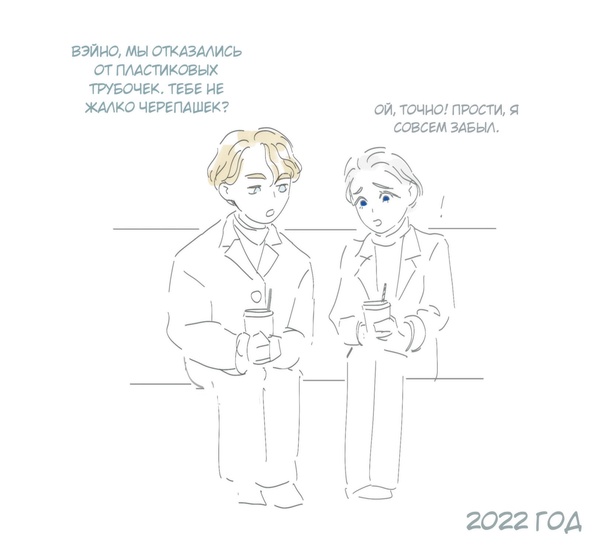 ВЭЙНО, МЫ ОТКАЗАЛИСЬ
ОТ ПЛАСТИКОВЫХ
ТРУБОЧЕК. ТЕБЕ НЕ
ЖАЛКО ЧЕРЕПАШЕК?
ОЙ, ТОЧНО! ПРОСТИ, Я
СОВСЕМ ЗАБЫЛ.
!
2022 ГОД